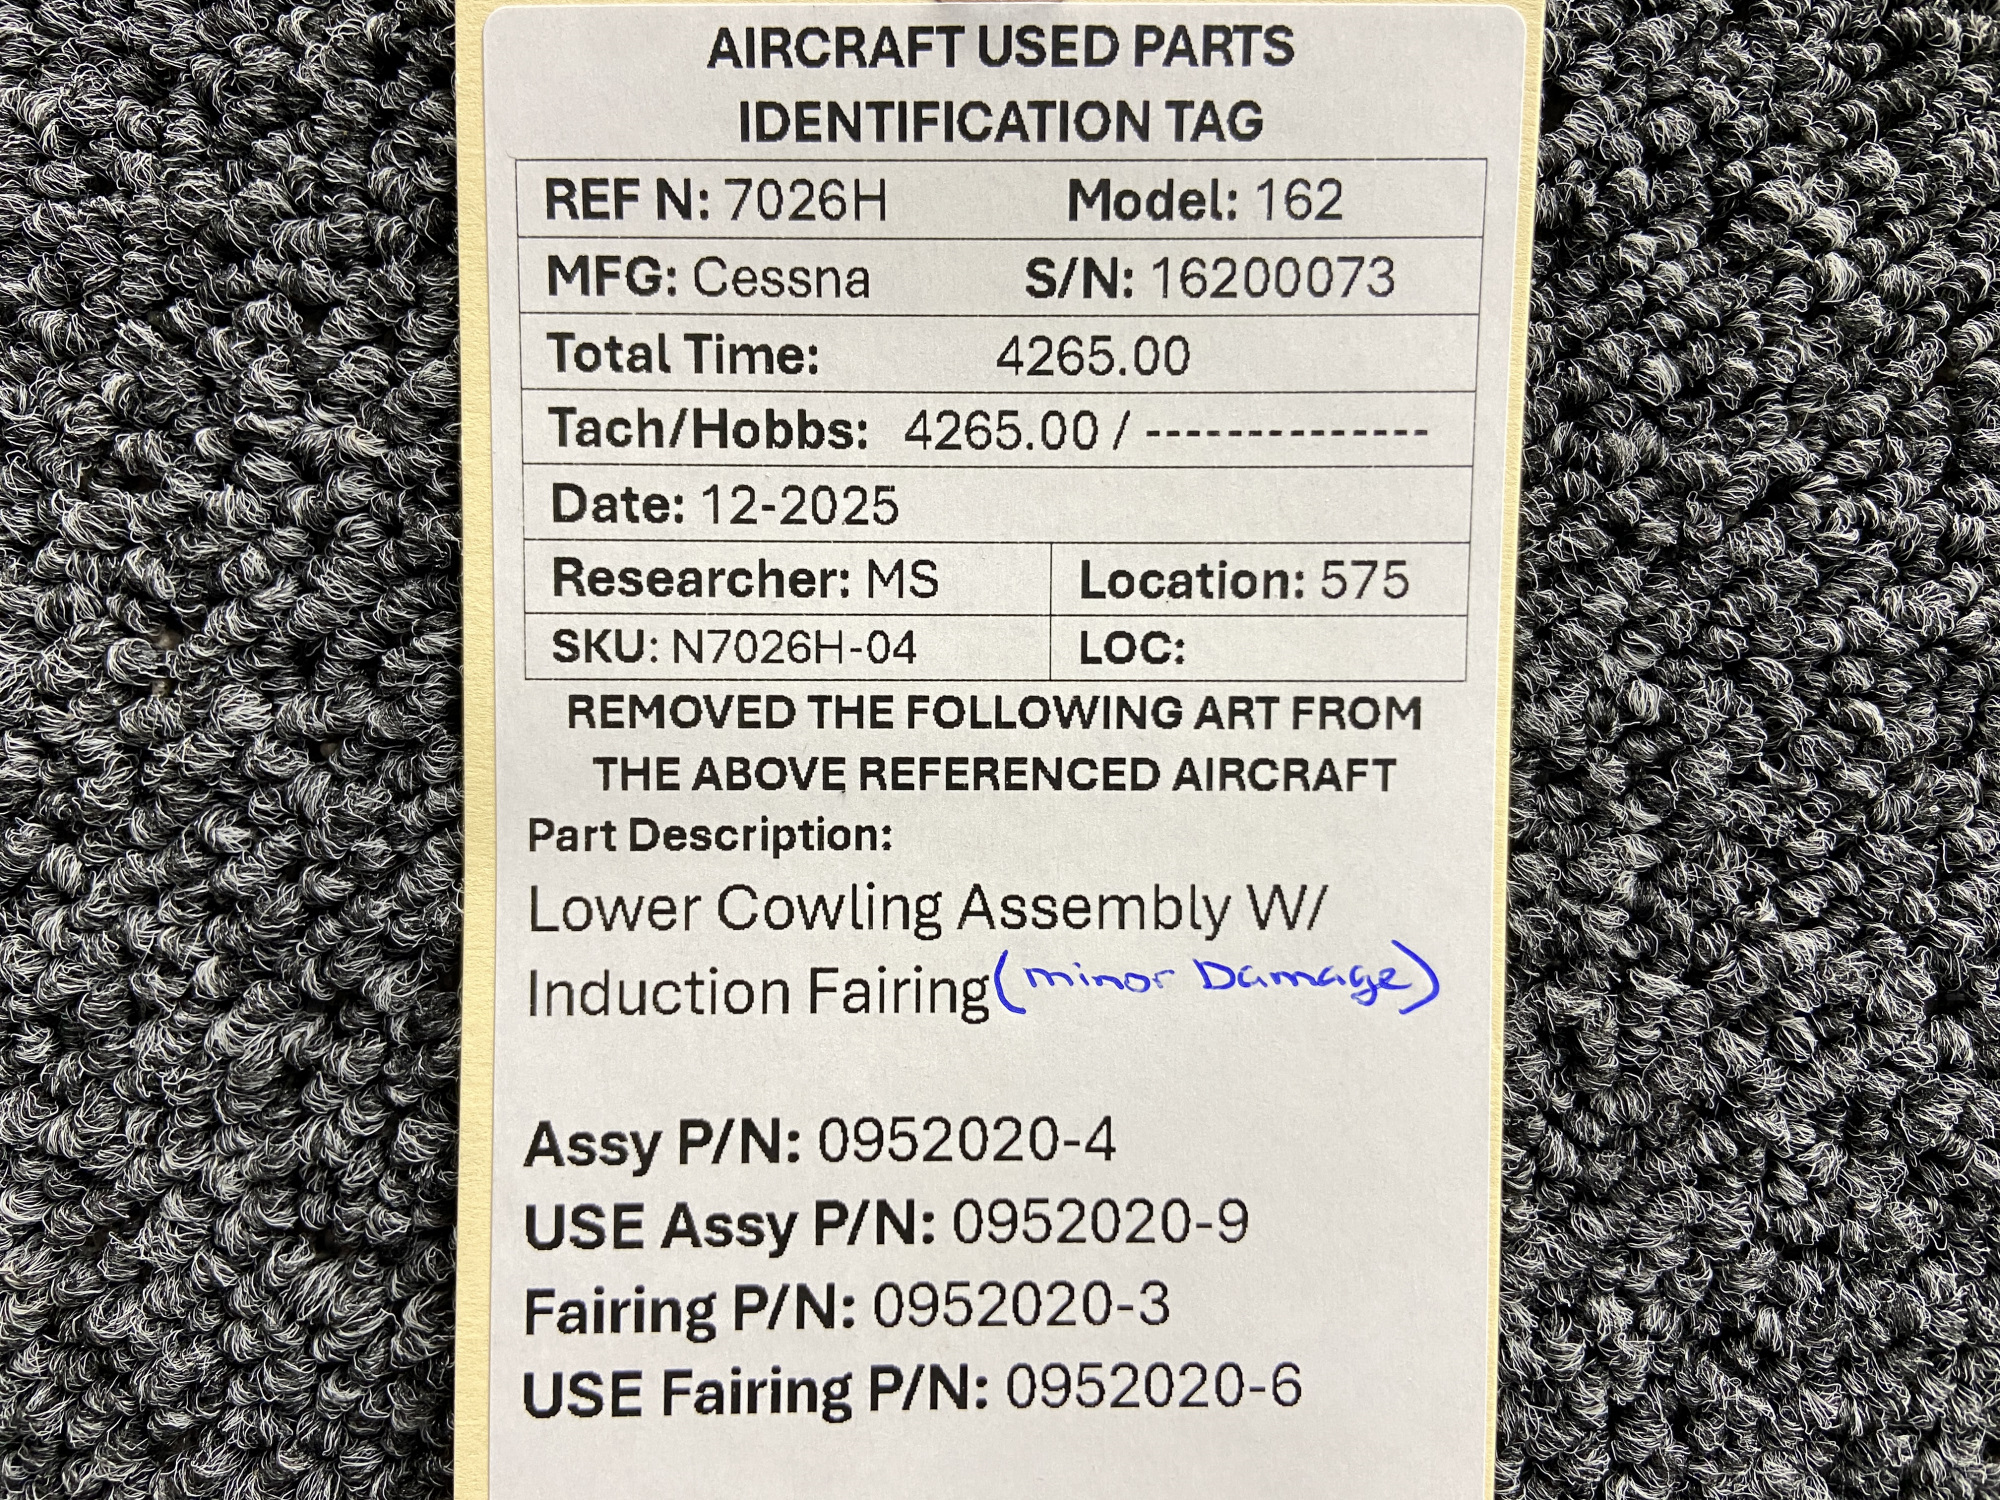 AIRCRAFT USED PARTS
IDENTIFICATION TAG
REF N: 7026H Model: 162
MFG: Cessna S/N: 16200073
Total Time: 4265.00
Tach/Hobbs: 4265.00 / --------------
Date: 12-2025
Researcher: MS Location: 575
SKU: N7026H-04 LOC:
REMOVED THE FOLLOWING ART FROM
THE ABOVE REFERENCED AIRCRAFT
Part Description:
Lower Cowling Assembly W/
Induction Fairing (minor Damage)
Assy P/N: 0952020-4
USE Assy P/N: 0952020-9
Fairing P/N: 0952020-3
USE Fairing P/N: 0952020-6